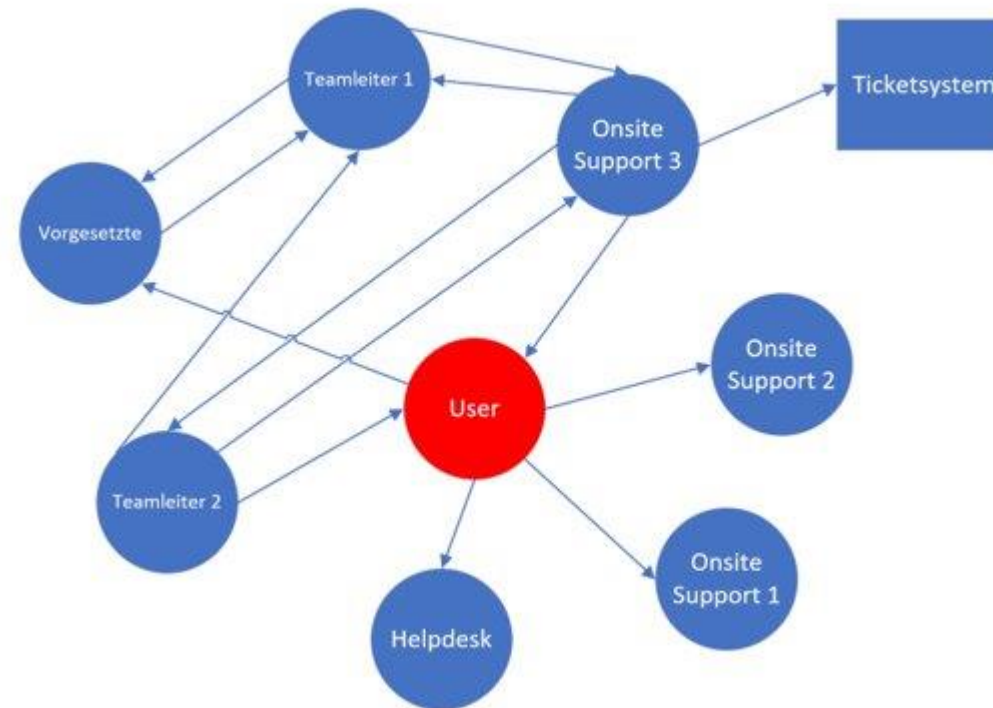 Teamleiter 1
Ticketsystem
Onsite
Support 3
Vorgesetzte
Onsite
Support 2
User
Teamleiter 2
Onsite
Support 1
Helpdesk